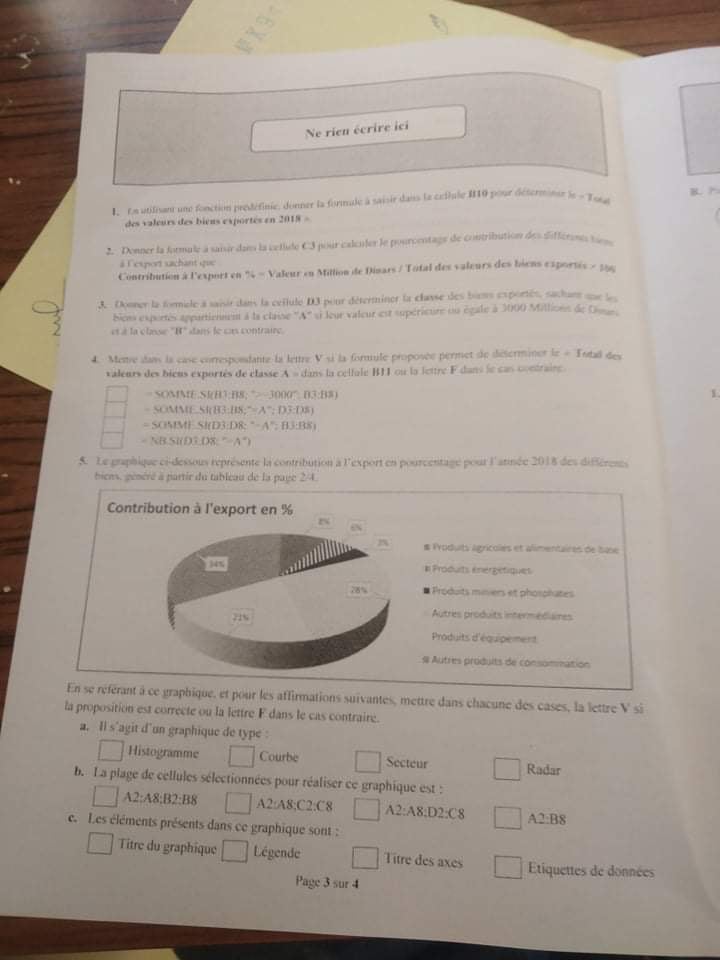 Ne rien écrire ici
1. En utilisant une fonction prédéfinie, donner la formule à saisir dans la cellule B10 pour déterminer le « Total
des valeurs des biens exportés en 2018 ».
2. Donner la formule à saisir dans la cellule C3 pour calculer le pourcentage de contribution des différents biens
à l'export sachant que
Contribution à l'export en % = Valeur en Million de Dinars / Total des valeurs des biens exportés × 100
3. Donner la formule à saisir dans la cellule D3 pour déterminer la classe des biens exportés, sachant que les
biens exportés appartiennent à la classe "A" si leur valeur est supérieure ou égale à 3000 Millions de Dinars
et à la classe "B" dans le cas contraire.
4. Mettre dans la case correspondante la lettre V si la formule proposée permet de déterminer le « Total des
valeurs des biens exportés de classe A » dans la cellule B11 ou la lettre F dans le cas contraire.
= SOMME.SI(B3:B8; ">=3000"; B3:B8)
= SOMME.SI(B3:B8;"=A"; D3:D8)
= SOMME.SI(D3:D8; "=A"; B3:B8)
= NB.SI(D3:D8; "=A")
5. Le graphique ci-dessous représente la contribution à l'export en pourcentage pour l'année 2018 des différents
biens, généré à partir du tableau de la page 2/4.
Contribution à l'export en %
8%
6%
3%
34%
28%
21%
Produits agricoles et alimentaires de base
Produits énergétiques
Produits miniers et phosphates
Autres produits intermédiaires
Produits d'équipement
Autres produits de consommation
En se référant à ce graphique, et pour les affirmations suivantes, mettre dans chacune des cases, la lettre V si
la proposition est correcte ou la lettre F dans le cas contraire.
a. Il s'agit d'un graphique de type :
Histogramme Courbe Secteur Radar
b. La plage de cellules sélectionnées pour réaliser ce graphique est :
A2:A8;B2:B8 A2:A8;C2:C8 A2:A8;D2:C8 A2:B8
c. Les éléments présents dans ce graphique sont :
Titre du graphique Légende Titre des axes Etiquettes de données
Page 3 sur 4
B.
1.